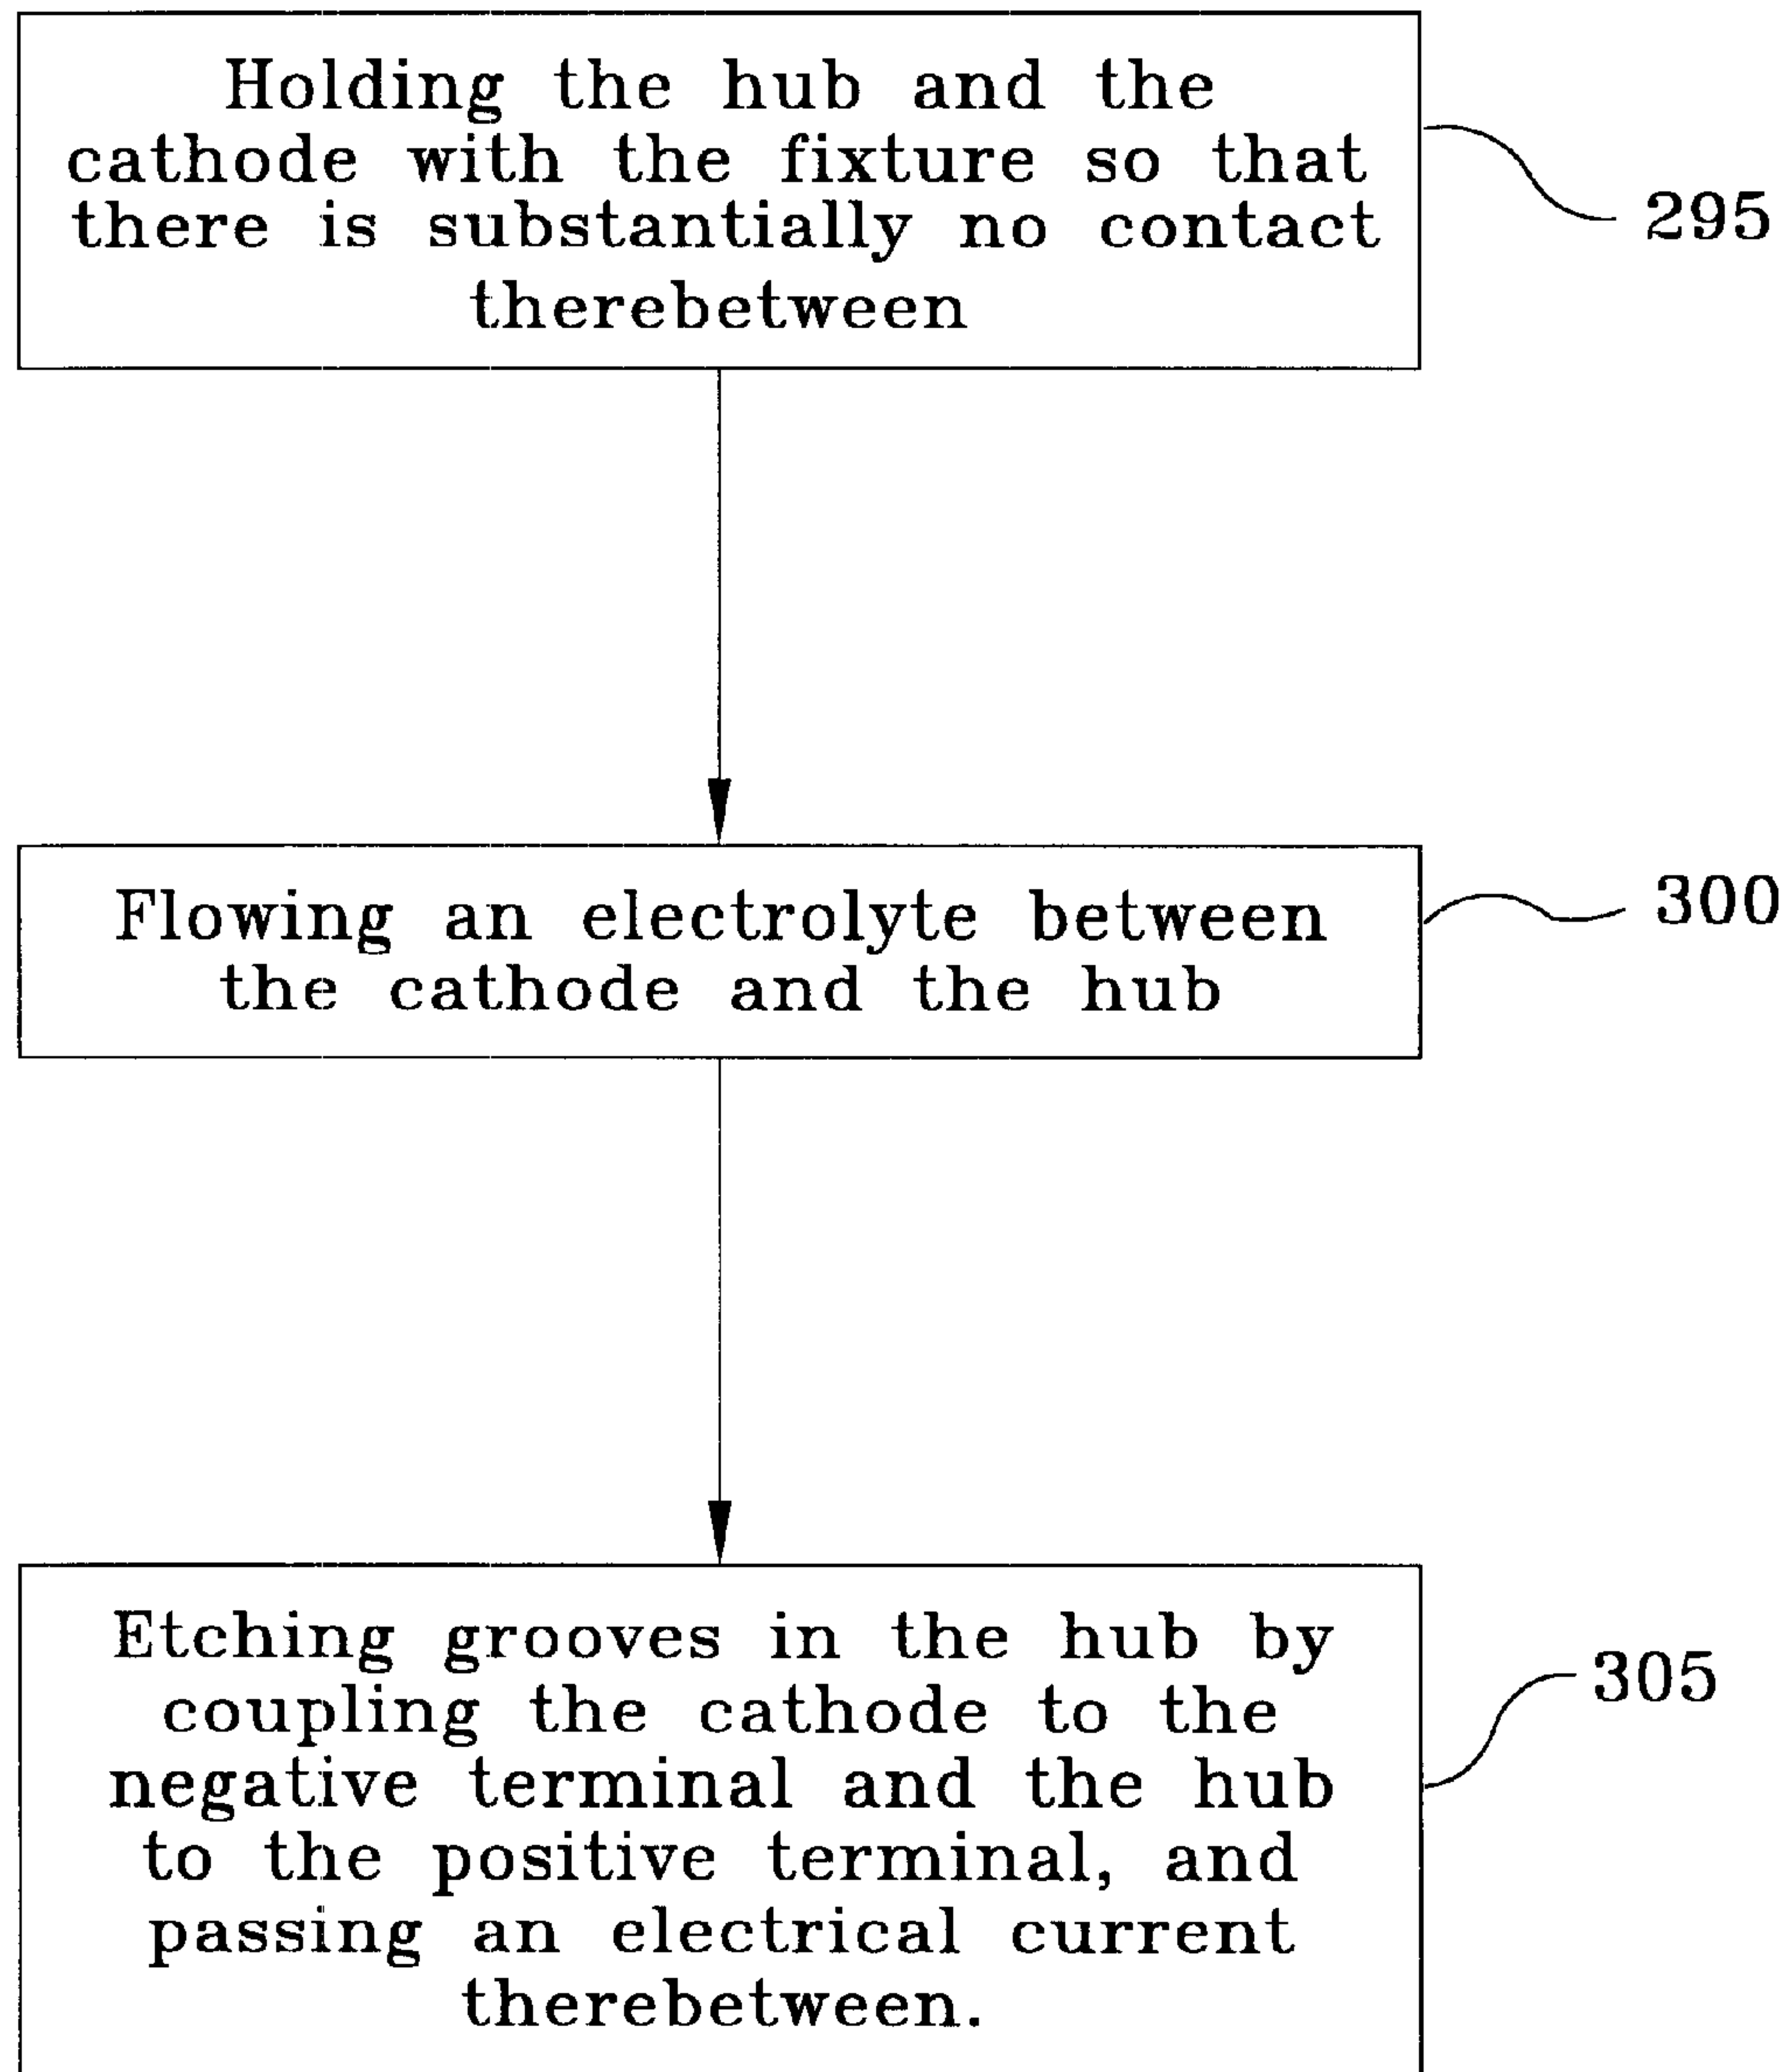 Holding the hub and the
cathode with the fixture so that
there is substantially no contact
therebetween
295
Flowing an electrolyte between
the cathode and the hub
300
Etching grooves in the hub by
coupling the cathode to the
negative terminal and the hub
to the positive terminal, and
passing an electrical current
therebetween.
305